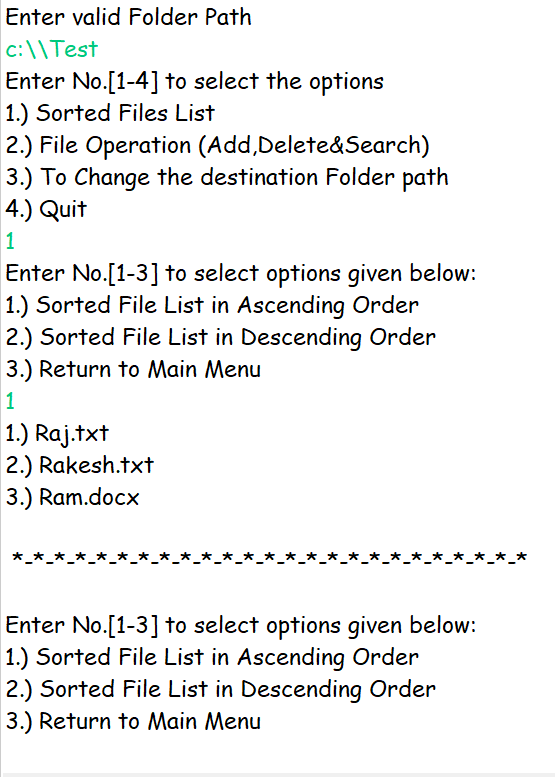 Enter valid Folder Path
c:\\Test
Enter No.[1-4] to select the options
1.) Sorted Files List
2.) File Operation (Add,Delete&Search)
3.) To Change the destination Folder path
4.) Quit
1
Enter No.[1-3] to select options given below:
1.) Sorted File List in Ascending Order
2.) Sorted File List in Descending Order
3.) Return to Main Menu
1
1.) Raj.txt
2.) Rakesh.txt
3.) Ram.docx
*-*-*-*-*-*-*-*-*-*-*-*-*-*-*-*-*-*-*-*-*-*-*-*-*
Enter No.[1-3] to select options given below:
1.) Sorted File List in Ascending Order
2.) Sorted File List in Descending Order
3.) Return to Main Menu